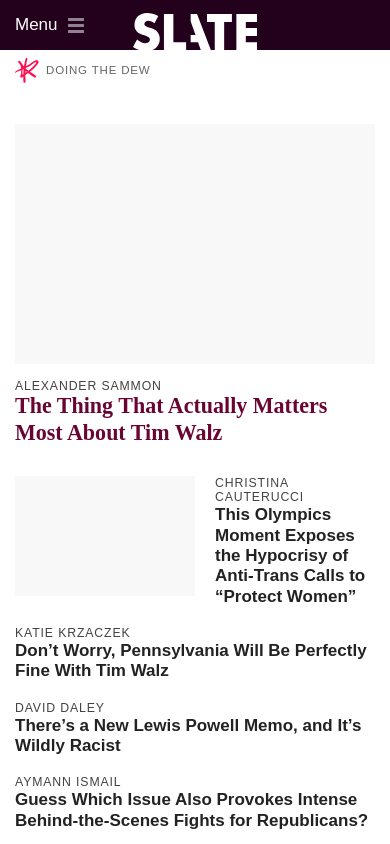 Menu
SLATE
DOING THE DEW
ALEXANDER SAMMON
The Thing That Actually Matters
Most About Tim Walz
CHRISTINA
CAUTERUCCI
This Olympics
Moment Exposes
the Hypocrisy of
Anti-Trans Calls to
“Protect Women”
KATIE KRZACZEK
Don’t Worry, Pennsylvania Will Be Perfectly
Fine With Tim Walz
DAVID DALEY
There’s a New Lewis Powell Memo, and It’s
Wildly Racist
AYMANN ISMAIL
Guess Which Issue Also Provokes Intense
Behind-the-Scenes Fights for Republicans?